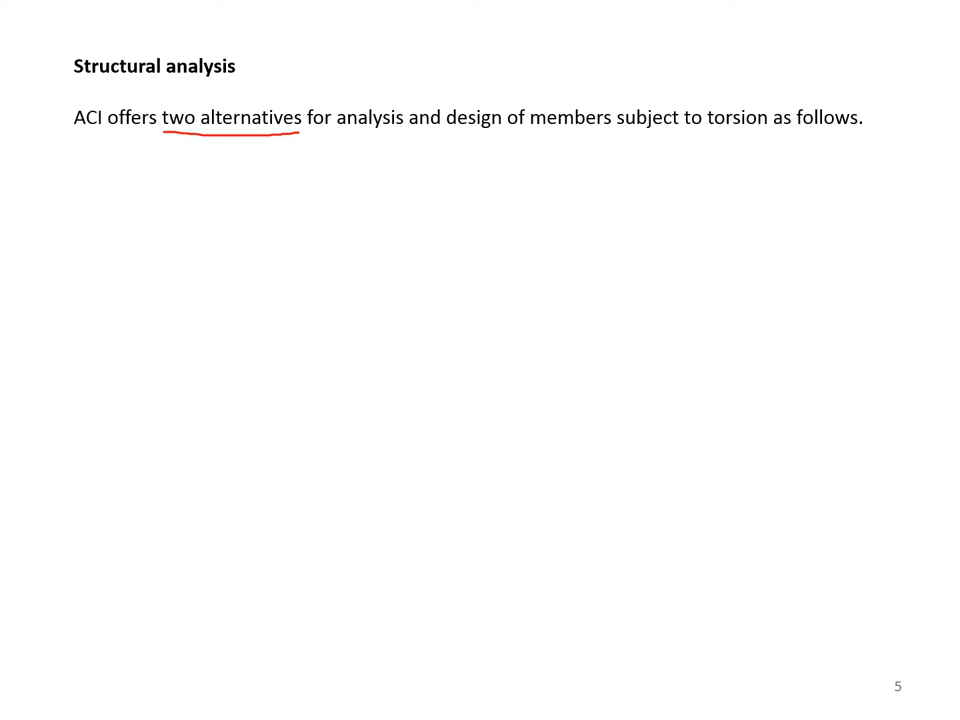 Structural analysis
ACI offers two alternatives for analysis and design of members subject to torsion as follows.
5